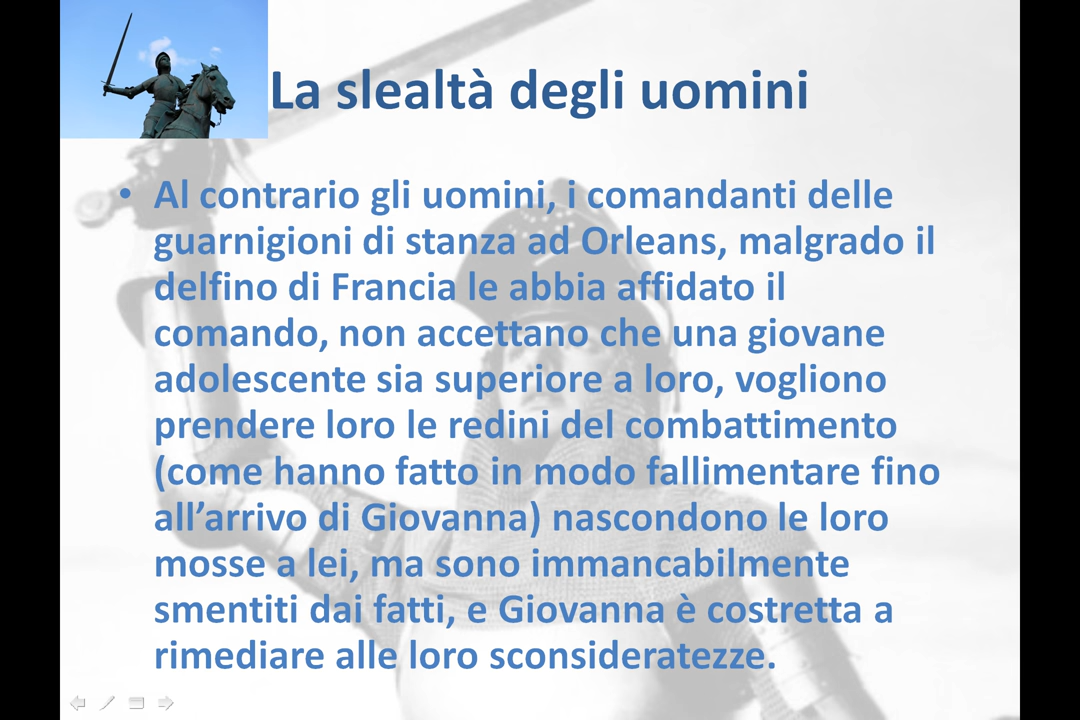 La slealtà degli uomini
• Al contrario gli uomini, i comandanti delle
guarnigioni di stanza ad Orleans, malgrado il
delfino di Francia le abbia affidato il
comando, non accettano che una giovane
adolescente sia superiore a loro, vogliono
prendere loro le redini del combattimento
(come hanno fatto in modo fallimentare fino
all’arrivo di Giovanna) nascondono le loro
mosse a lei, ma sono immancabilmente
smentiti dai fatti, e Giovanna è costretta a
rimediare alle loro sconsideratezze.